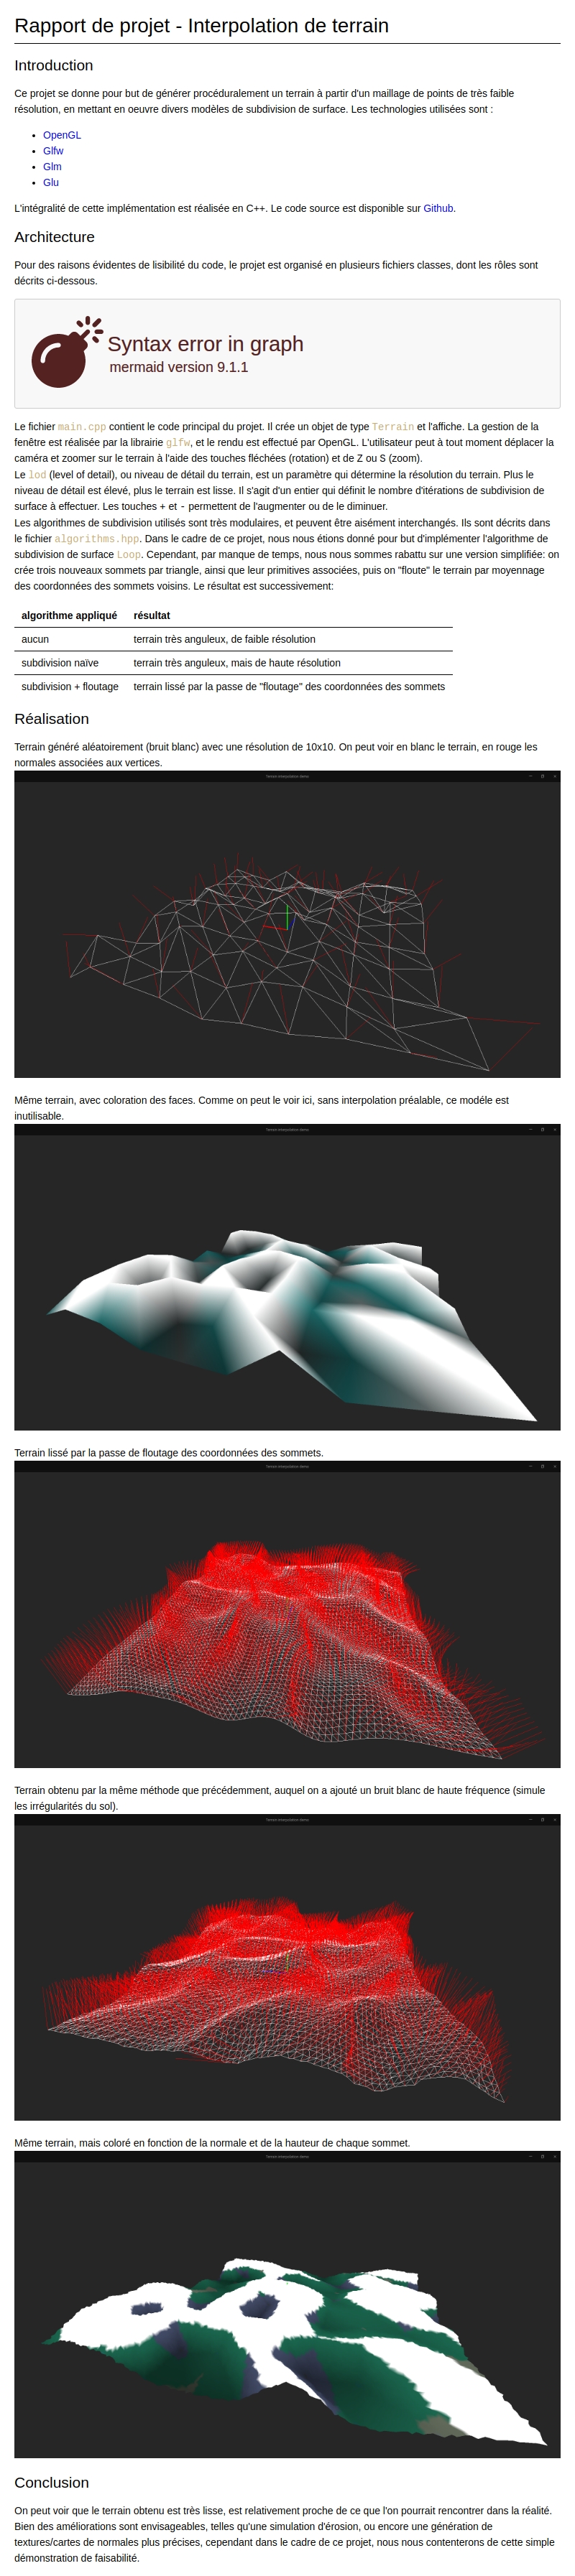 Rapport de projet - Interpolation de terrain
Introduction
Ce projet se donne pour but de générer procéduralement un terrain à partir d'un maillage de points de très faible
résolution, en mettant en oeuvre divers modèles de subdivision de surface. Les technologies utilisées sont :
• OpenGL
• Glfw
• Glm
• Glu
L'intégralité de cette implémentation est réalisée en C++. Le code source est disponible sur Github.
Architecture
Pour des raisons évidentes de lisibilité du code, le projet est organisé en plusieurs fichiers classes, dont les rôles sont
décrits ci-dessous.
Syntax error in graph
mermaid version 9.1.1
Le fichier main.cpp contient le code principal du projet. Il crée un objet de type Terrain et l'affiche. La gestion de la
fenêtre est réalisée par la librairie glfw, et le rendu est effectué par OpenGL. L'utilisateur peut à tout moment déplacer la
caméra et zoomer sur le terrain à l'aide des touches fléchées (rotation) et de Z ou S (zoom).
Le lod (level of detail), ou niveau de détail du terrain, est un paramètre qui détermine la résolution du terrain. Plus le
niveau de détail est élevé, plus le terrain est lisse. Il s'agit d'un entier qui définit le nombre d'itérations de subdivision de
surface à effectuer. Les touches + et - permettent de l'augmenter ou de le diminuer.
Les algorithmes de subdivision utilisés sont très modulaires, et peuvent être aisément interchangés. Ils sont décrits dans
le fichier algorithms.hpp. Dans le cadre de ce projet, nous nous étions donné pour but d'implémenter l'algorithme de
subdivision de surface Loop. Cependant, par manque de temps, nous nous sommes rabattu sur une version simplifiée: on
crée trois nouveaux sommets par triangle, ainsi que leur primitives associées, puis on "floute" le terrain par moyennage
des coordonnées des sommets voisins. Le résultat est successivement:
algorithme appliqué résultat
aucun terrain très anguleux, de faible résolution
subdivision naïve terrain très anguleux, mais de haute résolution
subdivision + floutage terrain lissé par la passe de "floutage" des coordonnées des sommets
Réalisation
Terrain généré aléatoirement (bruit blanc) avec une résolution de 10x10. On peut voir en blanc le terrain, en rouge les
normales associées aux vertices.
Terrain interpolation demo
Même terrain, avec coloration des faces. Comme on peut le voir ici, sans interpolation préalable, ce modéle est
inutilisable.
Terrain interpolation demo
Terrain lissé par la passe de floutage des coordonnées des sommets.
Terrain interpolation demo
Terrain obtenu par la même méthode que précédemment, auquel on a ajouté un bruit blanc de haute fréquence (simule
les irrégularités du sol).
Terrain interpolation demo
Même terrain, mais coloré en fonction de la normale et de la hauteur de chaque sommet.
Terrain interpolation demo
Conclusion
On peut voir que le terrain obtenu est très lisse, est relativement proche de ce que l'on pourrait rencontrer dans la réalité.
Bien des améliorations sont envisageables, telles qu'une simulation d'érosion, ou encore une génération de
textures/cartes de normales plus précises, cependant dans le cadre de ce projet, nous nous contenterons de cette simple
démonstration de faisabilité.